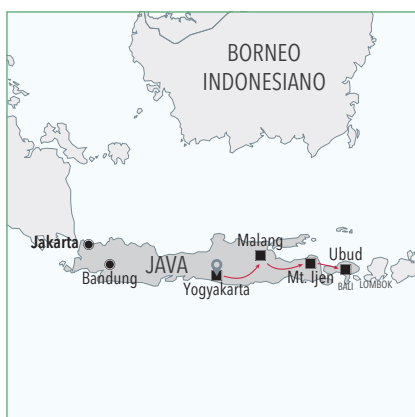 BORNEO
INDONESIANO
Jakarta
Bandung
JAVA
Yogyakarta
Malang
Mt. Ijen
Ubud
BALI
LOMBOK